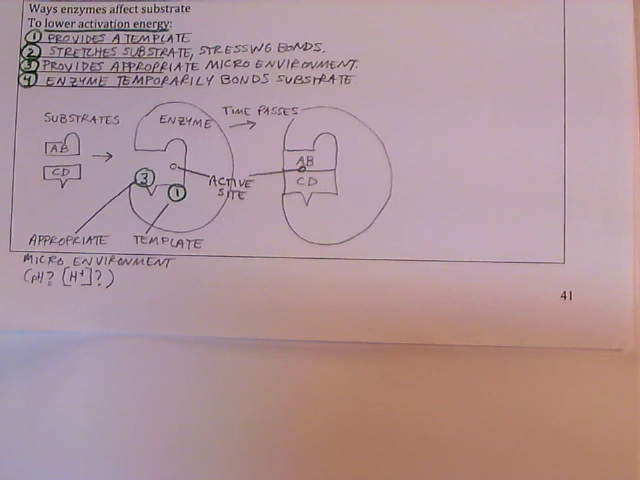 Ways enzymes affect substrate
To lower activation energy:
① PROVIDES A TEMPLATE
② STRETCHES SUBSTRATE, STRESSING BONDS.
③ PROVIDES APPROPRIATE MICRO ENVIRONMENT.
④ ENZYME TEMPORARILY BONDS SUBSTRATE
SUBSTRATES
ENZYME
TIME PASSES
AB
CD
③
①
ACTIVE
SITE
AB
CD
APPROPRIATE
MICRO ENVIRONMENT
(pH? [H+]?)
TEMPLATE
41